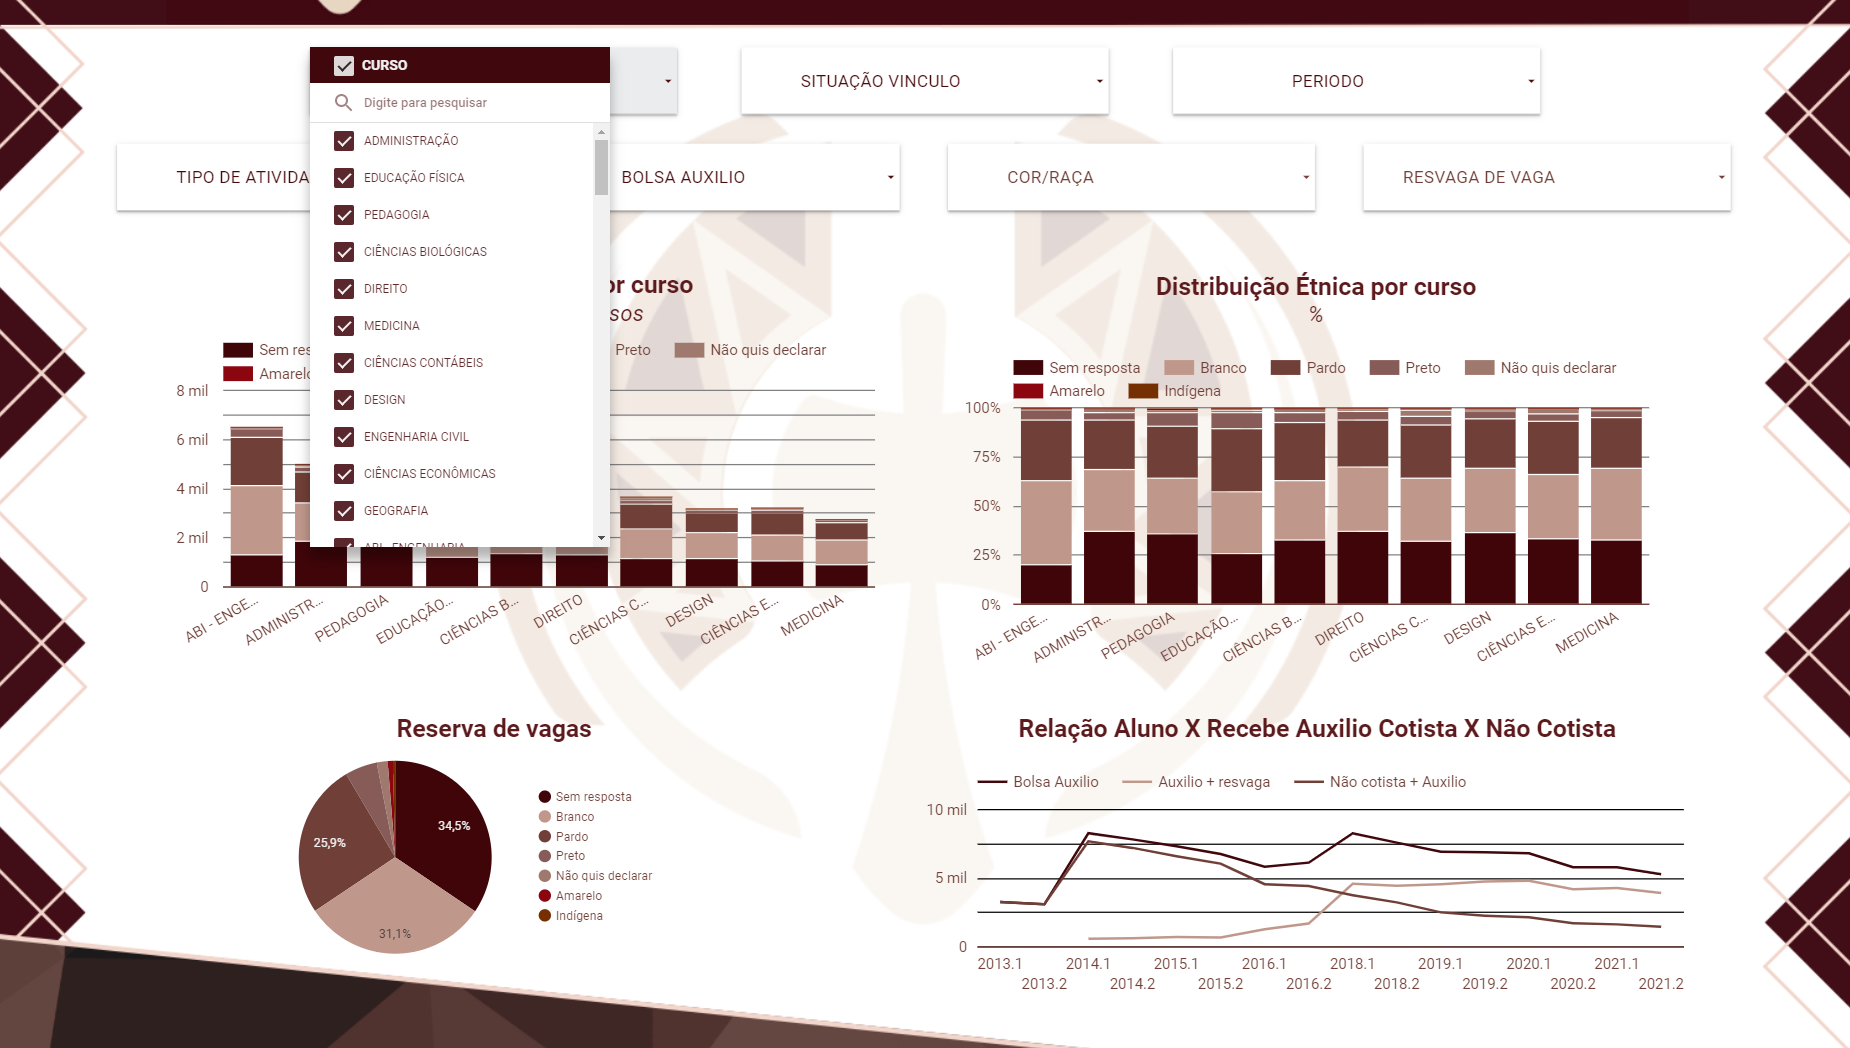 CURSO
Digite para pesquisar
ADMINISTRAÇÃO
EDUCAÇÃO FÍSICA
PEDAGOGIA
CIÊNCIAS BIOLÓGICAS
DIREITO
MEDICINA
CIÊNCIAS CONTÁBEIS
DESIGN
ENGENHARIA CIVIL
CIÊNCIAS ECONÔMICAS
GEOGRAFIA
ABI - ENGENHARIA
SITUAÇÃO VINCULO
PERIODO
TIPO DE ATIVIDA
BOLSA AUXILIO
COR/RAÇA
RESVAGA DE VAGA
or curso
sos
Sem res
Preto
Não quis declarar
Amarelo
8 mil
6 mil
4 mil
2 mil
0
ABI - ENGE...
ADMINISTR...
PEDAGOGIA
EDUCAÇÃO...
CIÊNCIAS B...
DIREITO
CIÊNCIAS C...
DESIGN
CIÊNCIAS E...
MEDICINA
Distribuição Étnica por curso
%
Sem resposta
Branco
Pardo
Preto
Não quis declarar
Amarelo
Indígena
100%
75%
50%
25%
0%
ABI - ENGE...
ADMINISTR...
PEDAGOGIA
EDUCAÇÃO...
CIÊNCIAS B...
DIREITO
CIÊNCIAS C...
DESIGN
CIÊNCIAS E...
MEDICINA
Reserva de vagas
34,5%
25,9%
31,1%
Sem resposta
Branco
Pardo
Preto
Não quis declarar
Amarelo
Indígena
Relação Aluno X Recebe Auxilio Cotista X Não Cotista
Bolsa Auxilio
Auxilio + resvaga
Não cotista + Auxilio
10 mil
5 mil
0
2013.1
2013.2
2014.1
2014.2
2015.1
2015.2
2016.1
2016.2
2018.1
2018.2
2019.1
2019.2
2020.1
2020.2
2021.1
2021.2